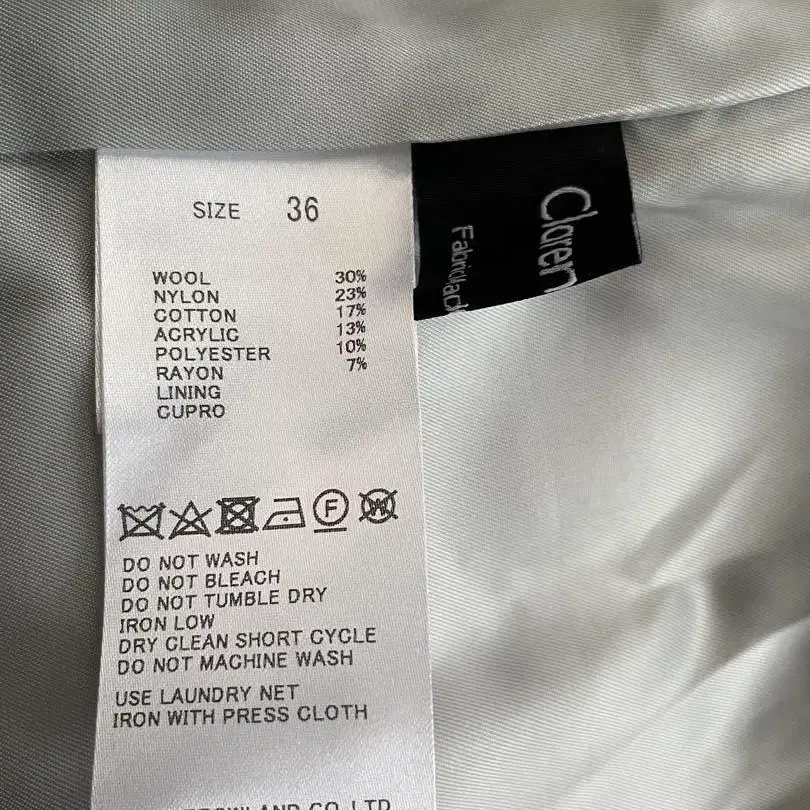 SIZE 36
WOOL 30%
NYLON 23%
COTTON 17%
ACRYLIC 13%
POLYESTER 10%
RAYON 7%
LINING
CUPRO
F W
DO NOT WASH
DO NOT BLEACH
DO NOT TUMBLE DRY
IRON LOW
DRY CLEAN SHORT CYCLE
DO NOT MACHINE WASH
USE LAUNDRY NET
IRON WITH PRESS CLOTH
CO.LTD
Claren